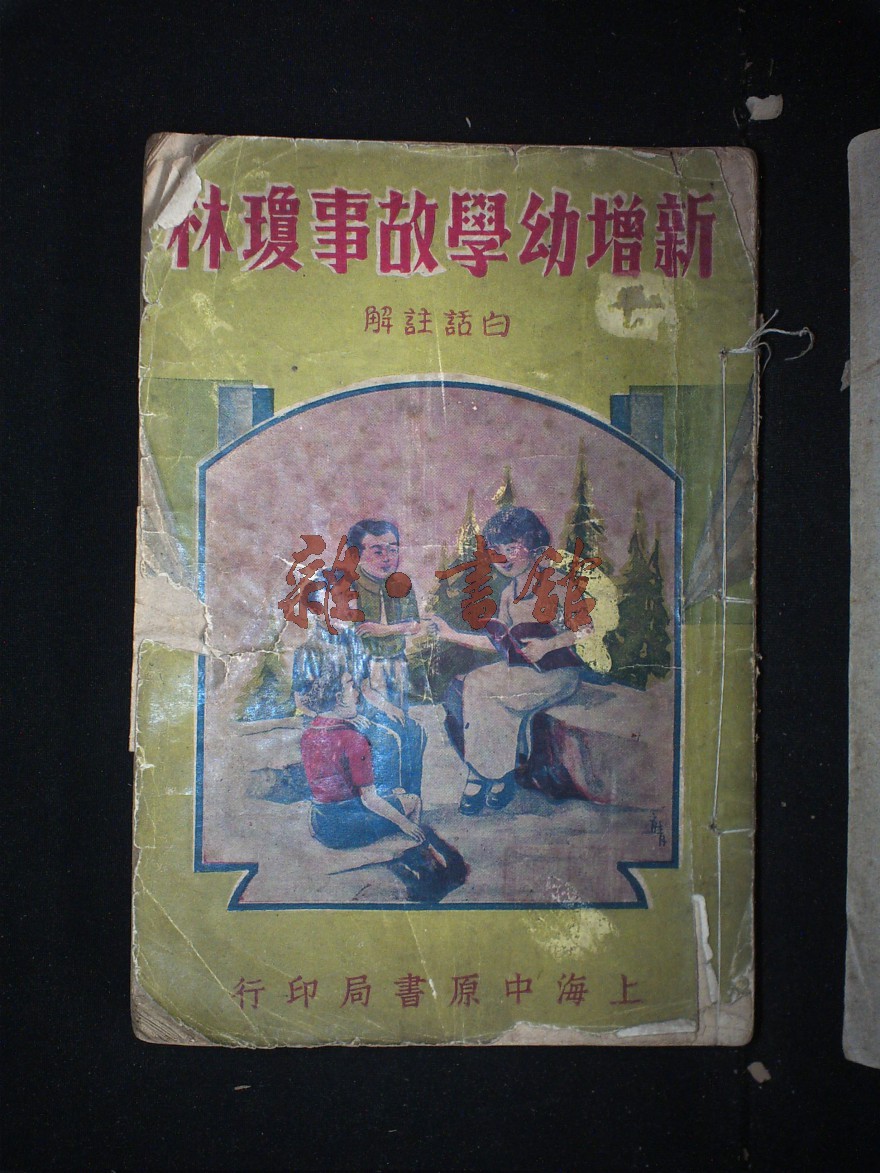 新增幼學故事瓊林
白話註解
雜·書館
上海中原書局印行